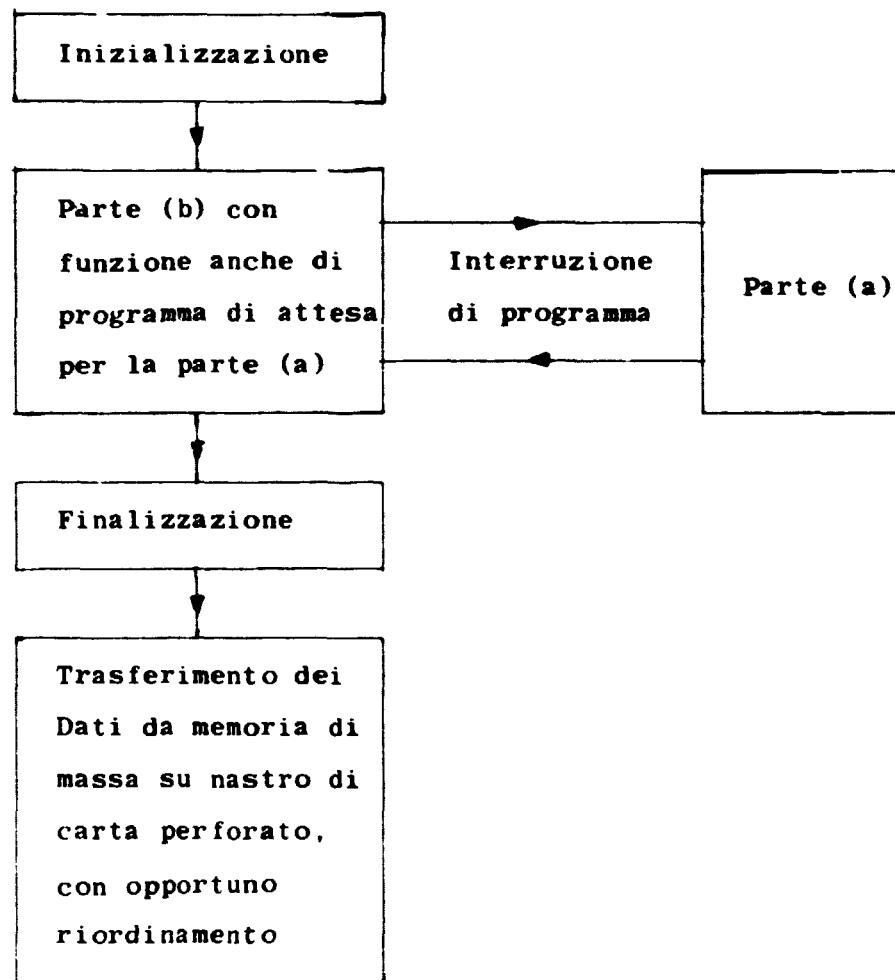 Inizializzazione
Parte (b) con
funzione anche di
programma di attesa
per la parte (a)
Interruzione
di programma
Parte (a)
Finalizzazione
Trasferimento dei
Dati da memoria di
massa su nastro di
carta perforato,
con opportuno
riordinamento